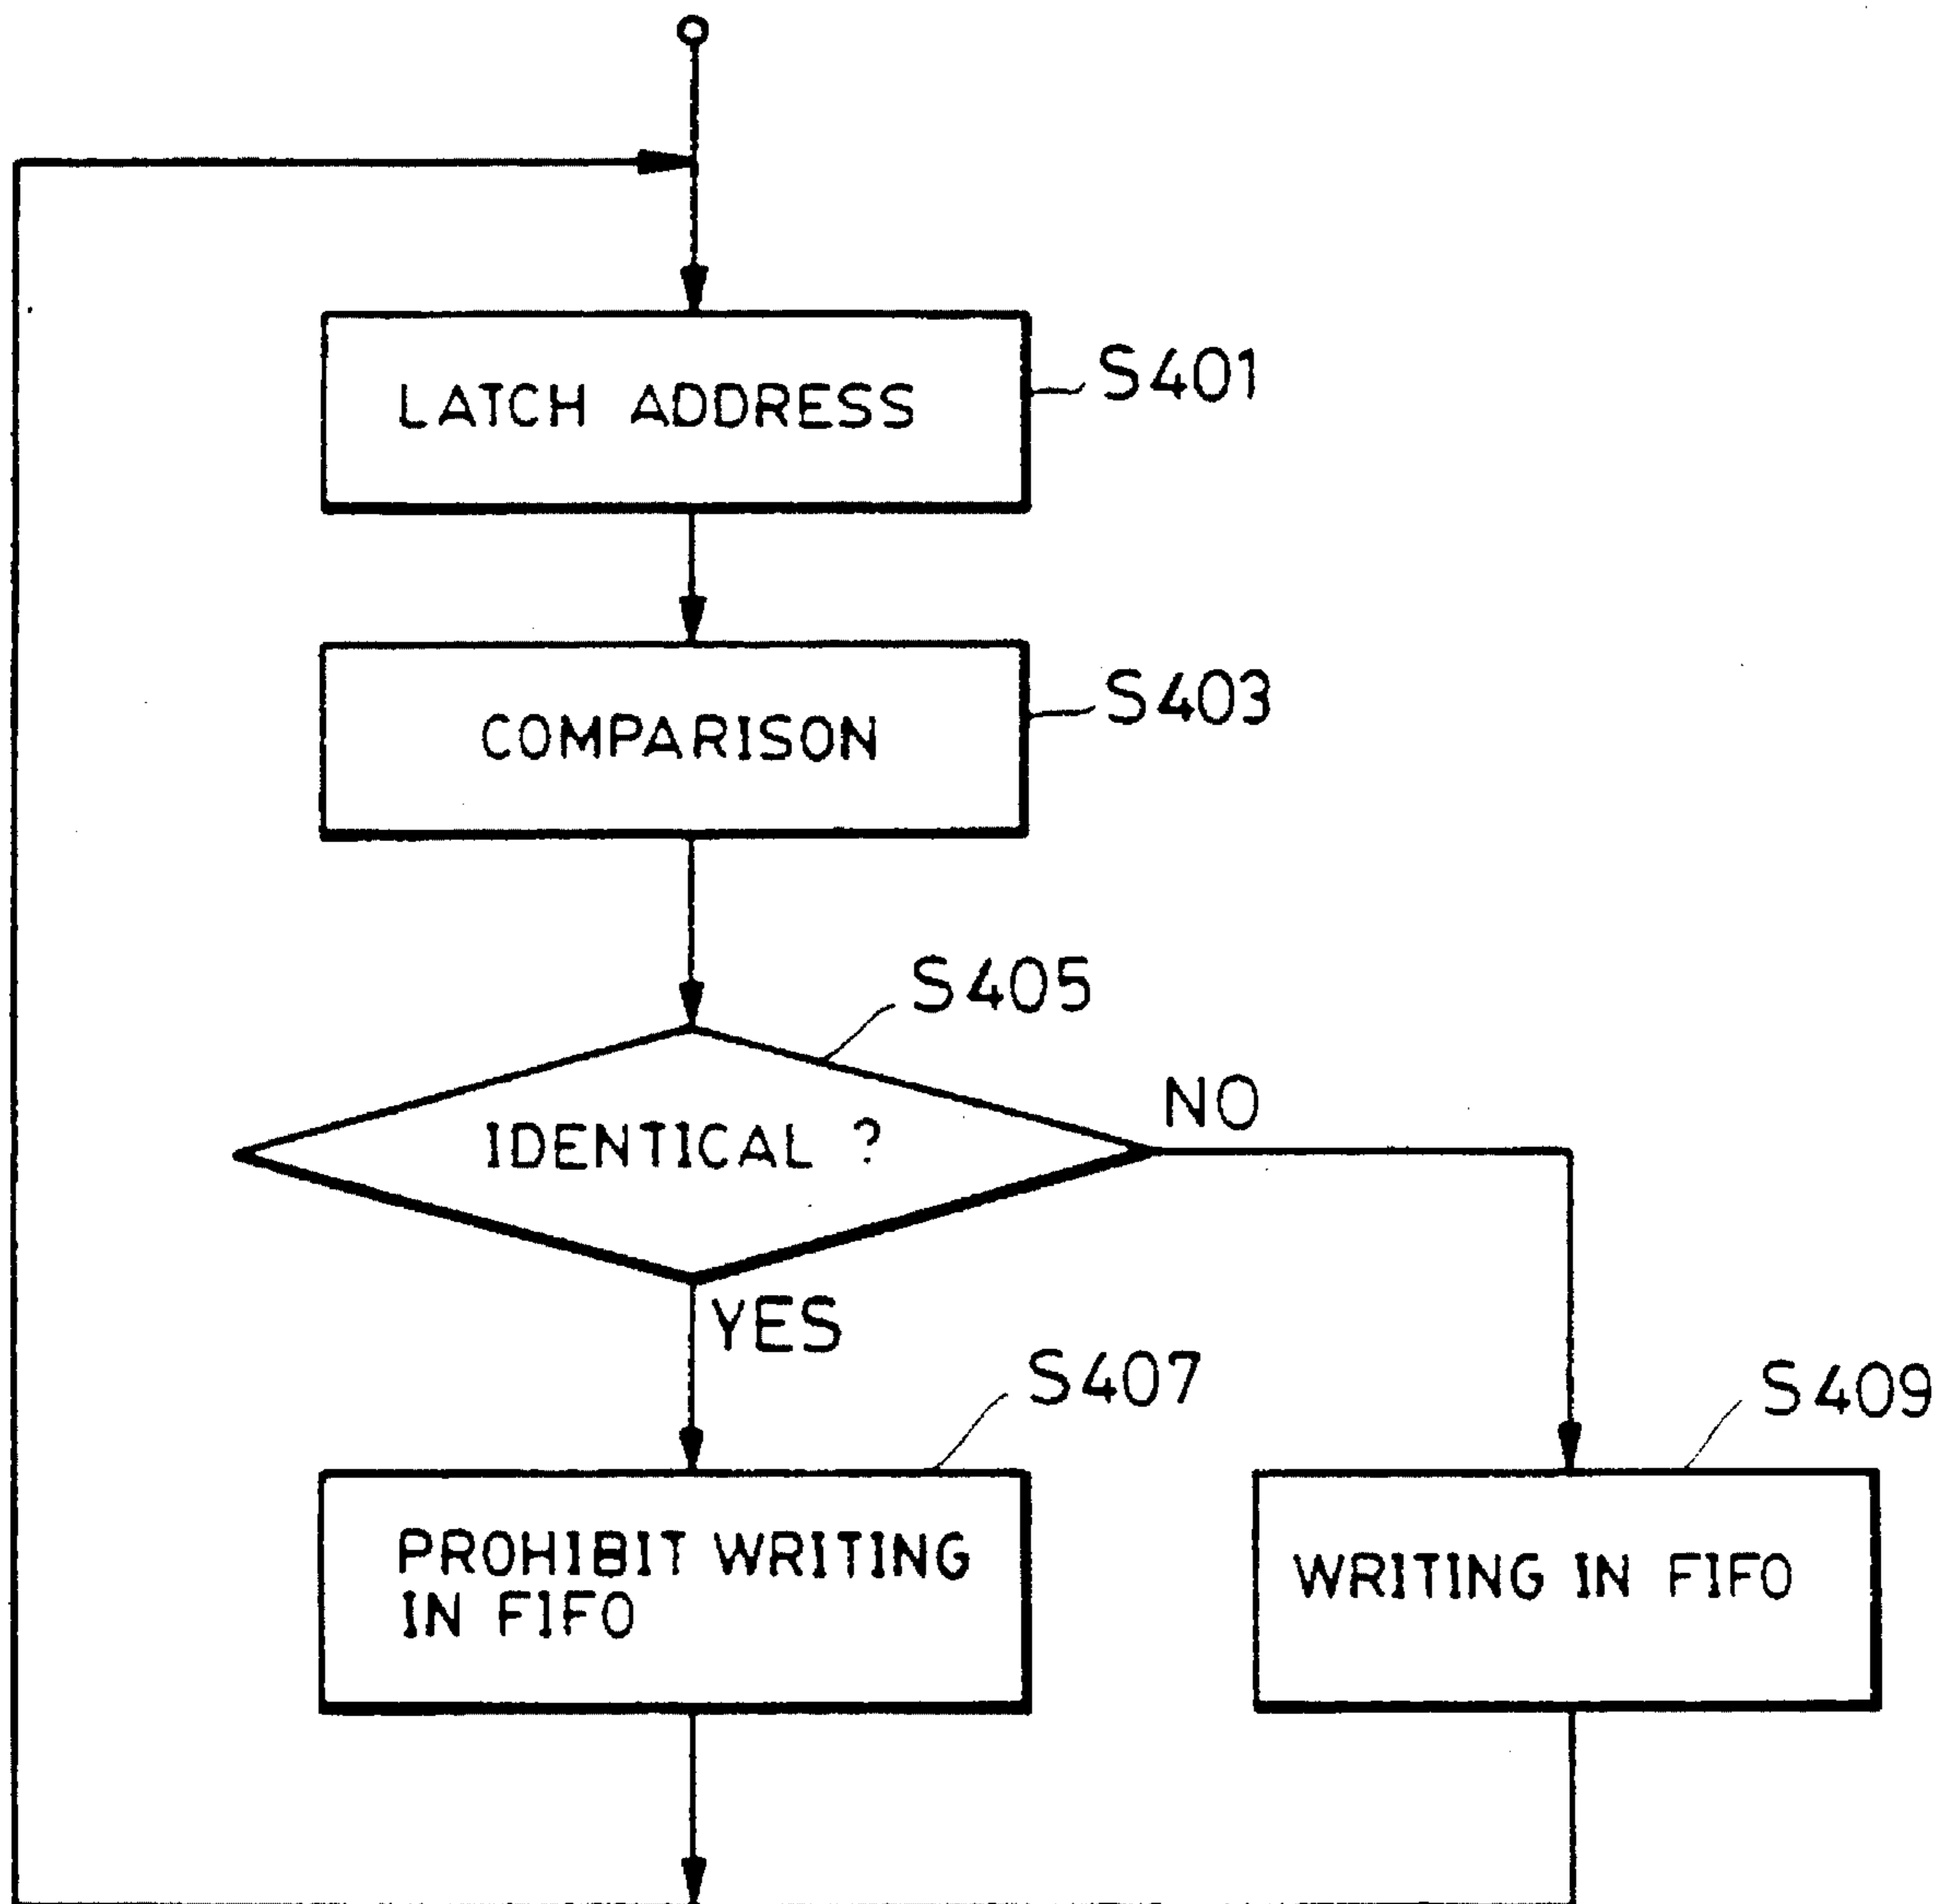 LATCH ADDRESS
S401
COMPARISON
S403
S405
IDENTICAL ?
NO
YES
S407
S409
PROHIBIT WRITING
IN FIFO
WRITING IN FIFO